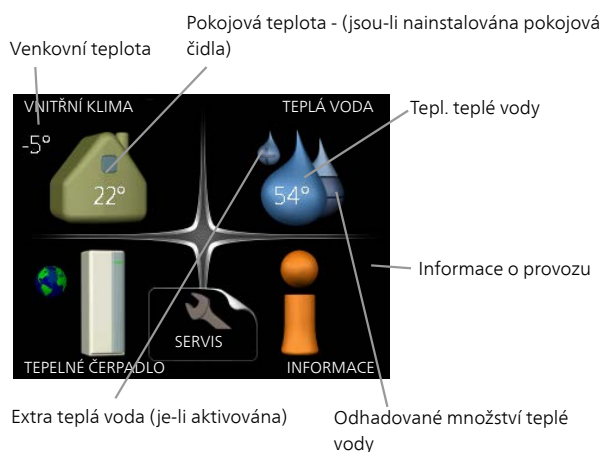 Pokojová teplota - (jsou-li nainstalována pokojová
čidla)
Venkovní teplota
VNITŘNÍ KLIMA
TEPLÁ VODA
Tepl. teplé vody
-5°
22°
54°
Informace o provozu
SERVIS
TEPELNÉ ČERPADLO
INFORMACE
Extra teplá voda (je-li aktivována)
Odhadované množství teplé
vody